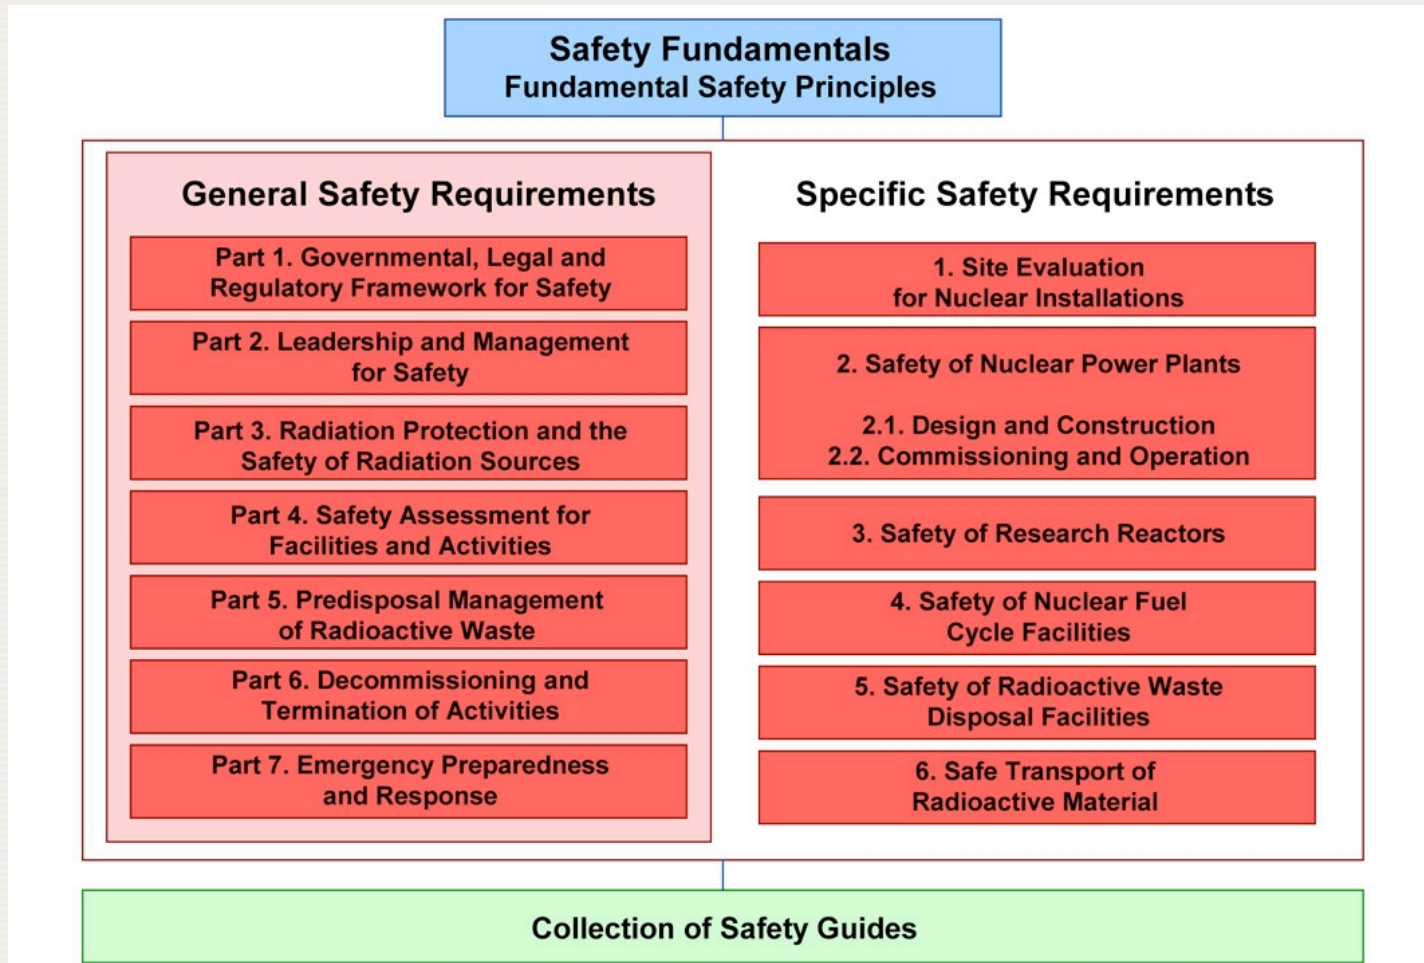 Safety Fundamentals
Fundamental Safety Principles
General Safety Requirements
Part 1. Governmental, Legal and
Regulatory Framework for Safety
Part 2. Leadership and Management
for Safety
Part 3. Radiation Protection and the
Safety of Radiation Sources
Part 4. Safety Assessment for
Facilities and Activities
Part 5. Predisposal Management
of Radioactive Waste
Part 6. Decommissioning and
Termination of Activities
Part 7. Emergency Preparedness
and Response
Specific Safety Requirements
1. Site Evaluation
for Nuclear Installations
2. Safety of Nuclear Power Plants
2.1. Design and Construction
2.2. Commissioning and Operation
3. Safety of Research Reactors
4. Safety of Nuclear Fuel
Cycle Facilities
5. Safety of Radioactive Waste
Disposal Facilities
6. Safe Transport of
Radioactive Material
Collection of Safety Guides